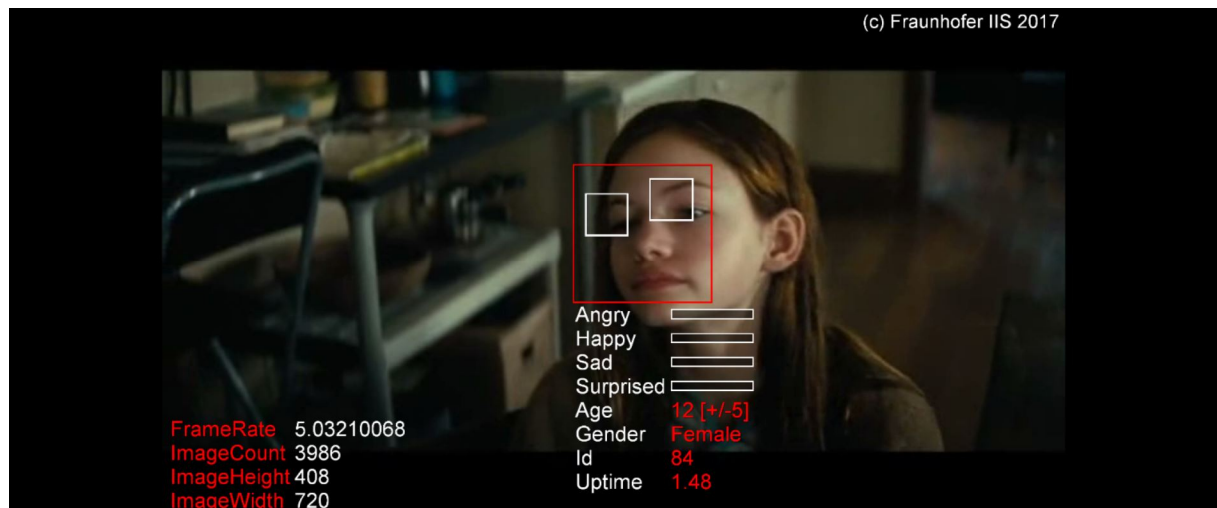 (c) Fraunhofer IIS 2017
Angry
Happy
Sad
Surprised
Age 12 [+/-5]
Gender Female
Id 84
Uptime 1.48
FrameRate 5.03210068
ImageCount 3986
ImageHeight 408
ImageWidth 720